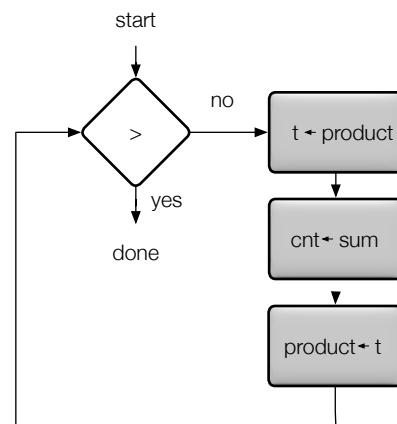 start
no
>
t ← product
yes
cnt ← sum
done
product ← t